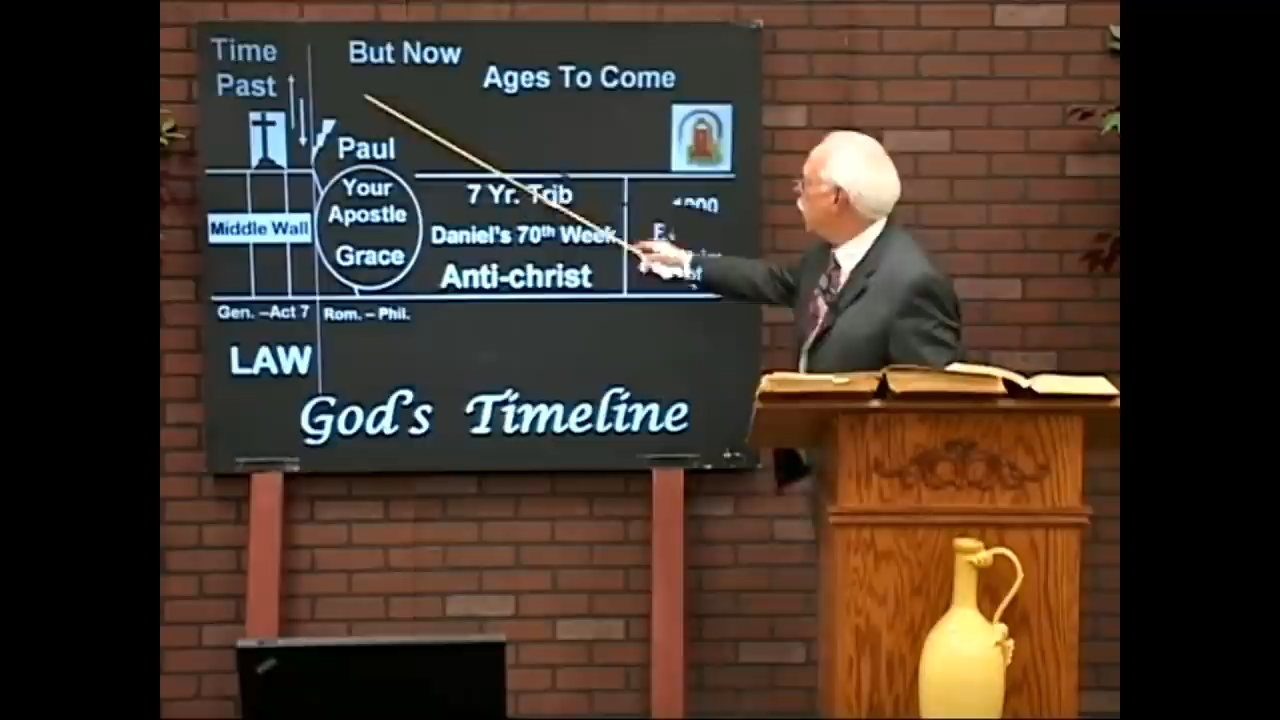 Time
Past
But Now
Ages To Come
Paul
Your
Apostle
Grace
Middle Wall
7 Yr. Trib
Daniel's 70th Week
Anti-christ
1000
Gen. –Act 7
Rom. – Phil.
LAW
God's Timeline